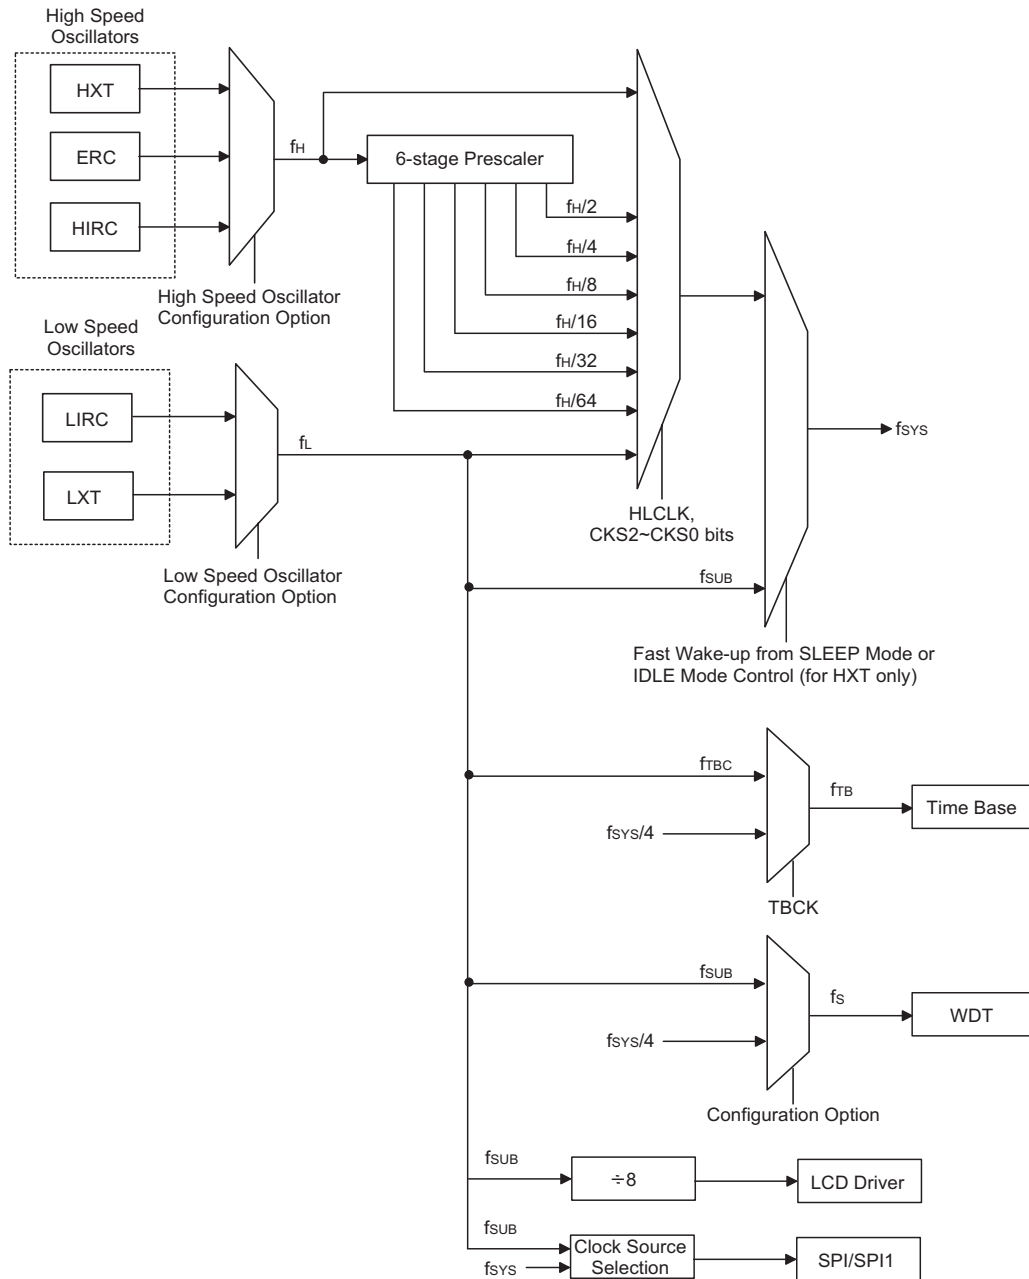 High Speed
Oscillators
HXT
ERC
HIRC
fH
6-stage Prescaler
fH/2
fH/4
fH/8
fH/16
fH/32
fH/64
High Speed Oscillator
Configuration Option
Low Speed
Oscillators
LIRC
LXT
fL
Low Speed Oscillator
Configuration Option
HLCLK,
CKS2~CKS0 bits
fSYS
fSUB
Fast Wake-up from SLEEP Mode or
IDLE Mode Control (for HXT only)
fTBC
fSYS/4
fTB
Time Base
TBCK
fSUB
fSYS/4
fS
WDT
Configuration Option
fSUB
÷8
LCD Driver
fSUB
fSYS
Clock Source
Selection
SPI/SPI1